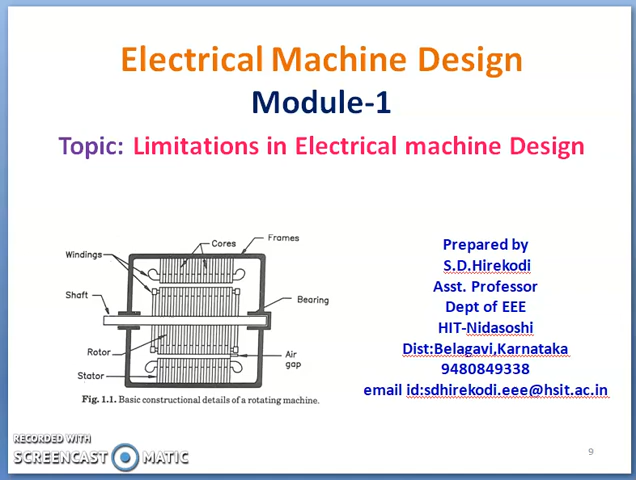 Electrical Machine Design
Module-1
Topic: Limitations in Electrical machine Design
Cores
Frames
Windings
Shaft
Bearing
Rotor
Air
gap
Stator
Fig. 1.1. Basic constructional details of a rotating machine.
Prepared by
S.D.Hirekodi
Asst. Professor
Dept of EEE
HIT-Nidasoshi
Dist:Belagavi,Karnataka
9480849338
email id:sdhirekodi.eee@hsit.ac.in
RECORDED WITH
SCREENCAST MATIC
9